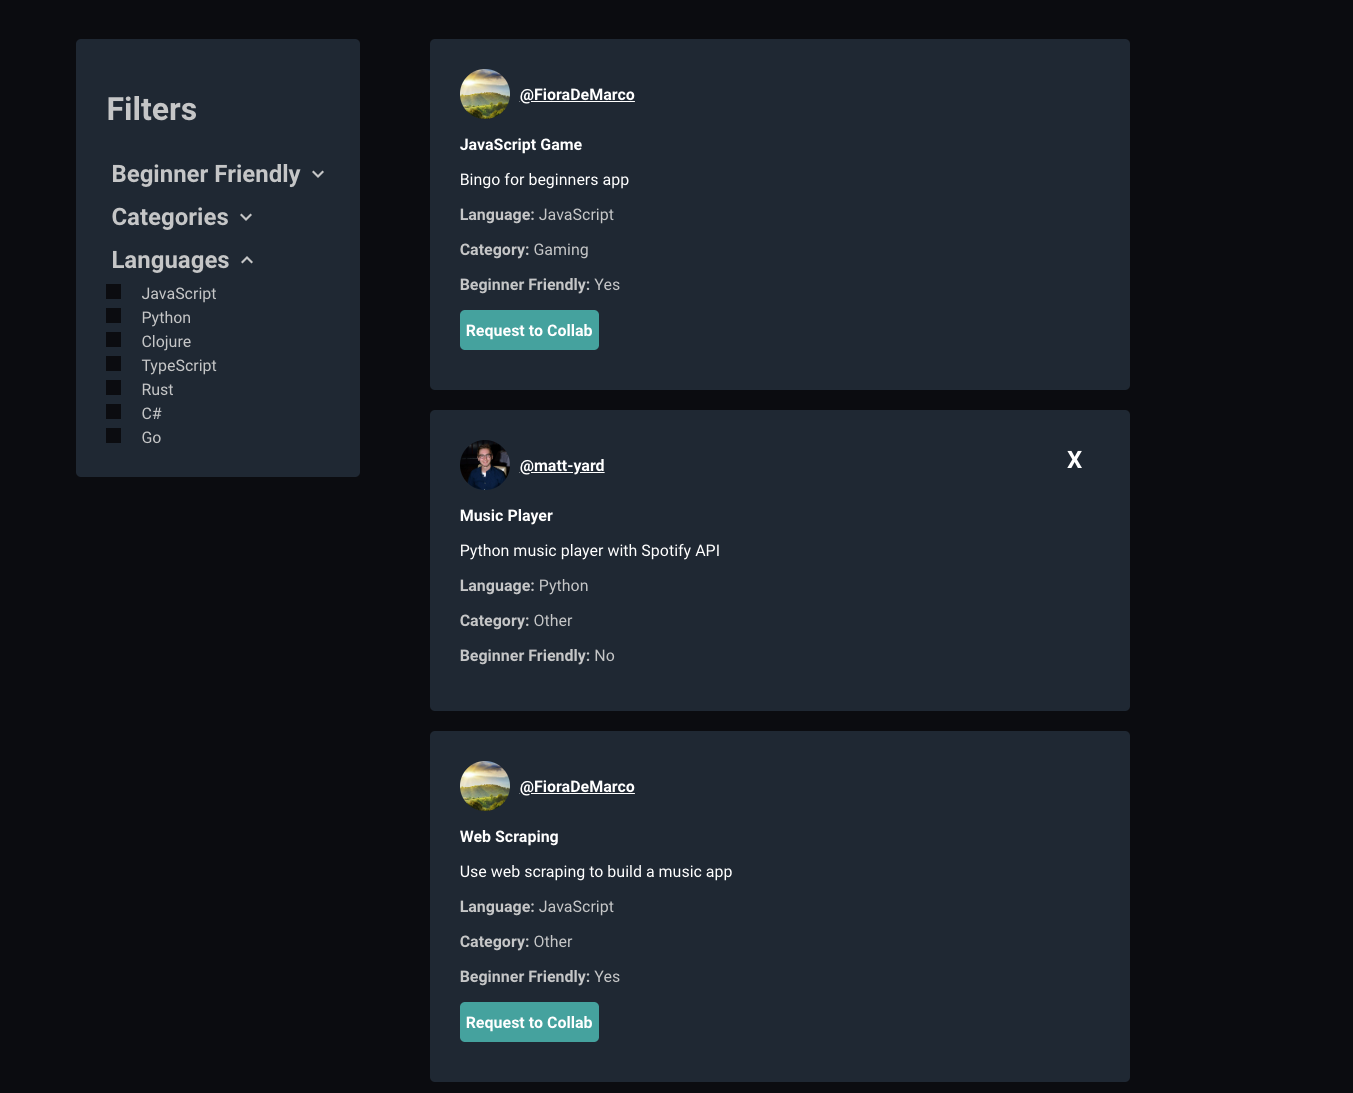 Filters
Beginner Friendly
Categories
Languages
JavaScript
Python
Clojure
TypeScript
Rust
C#
Go
@FioraDeMarco
JavaScript Game
Bingo for beginners app
Language: JavaScript
Category: Gaming
Beginner Friendly: Yes
Request to Collab
@matt-yard
X
Music Player
Python music player with Spotify API
Language: Python
Category: Other
Beginner Friendly: No
@FioraDeMarco
Web Scraping
Use web scraping to build a music app
Language: JavaScript
Category: Other
Beginner Friendly: Yes
Request to Collab